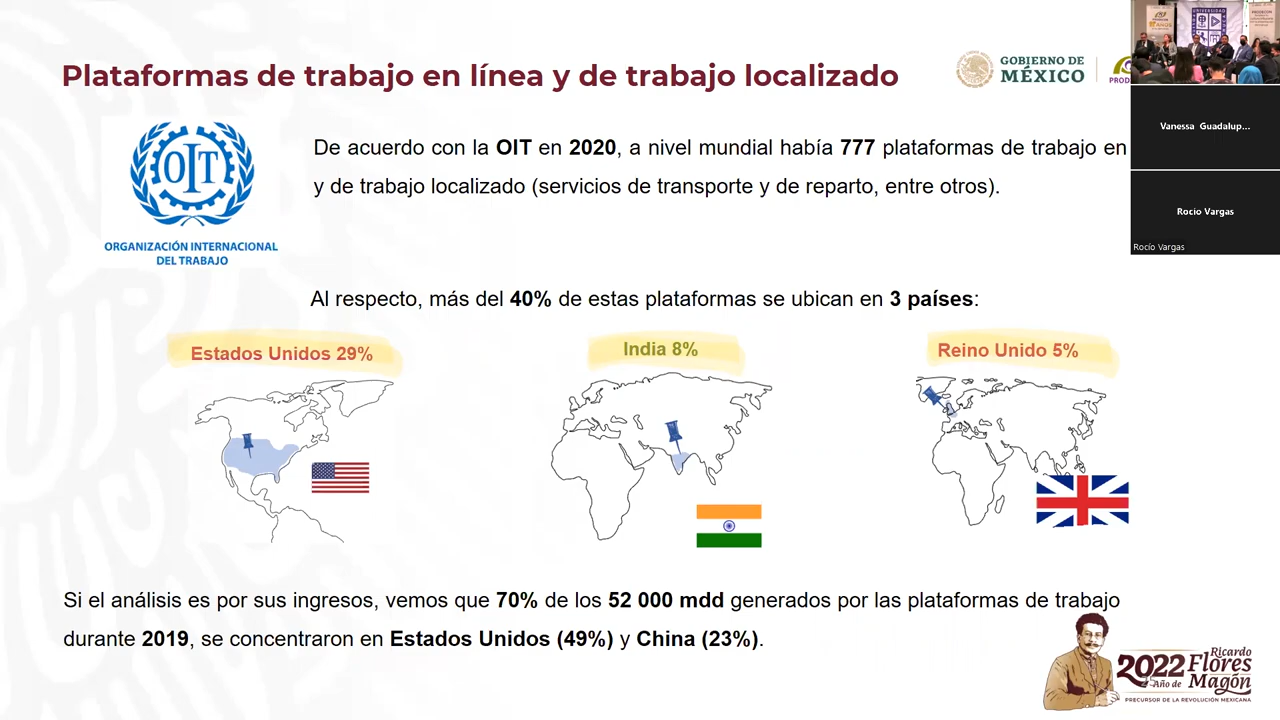 Plataformas de trabajo en línea y de trabajo localizado
GOBIERNO DE
MÉXICO
OIT
ORGANIZACIÓN INTERNACIONAL
DEL TRABAJO
De acuerdo con la OIT en 2020, a nivel mundial había 777 plataformas de trabajo en
y de trabajo localizado (servicios de transporte y de reparto, entre otros).
Vanessa Guadalup...
Rocio Vargas
Rocío Vargas
Al respecto, más del 40% de estas plataformas se ubican en 3 países:
Estados Unidos 29%
India 8%
Reino Unido 5%
Si el análisis es por sus ingresos, vemos que 70% de los 52 000 mdd generados por las plataformas de trabajo
durante 2019, se concentraron en Estados Unidos (49%) y China (23%).
2022 Ricardo
Flores
Año de Magón
PRECURSOR DE LA REVOLUCIÓN MEXICANA